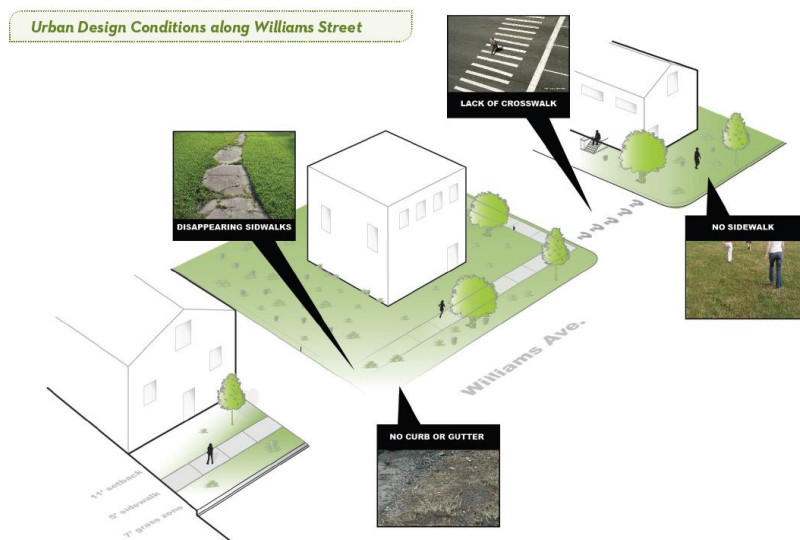 Urban Design Conditions along Williams Street
LACK OF CROSSWALK
DISAPPEARING SIDWALKS
NO SIDEWALK
Williams Ave.
NO CURB OR GUTTER
11' setback
5' sidewalk
7' grass zone